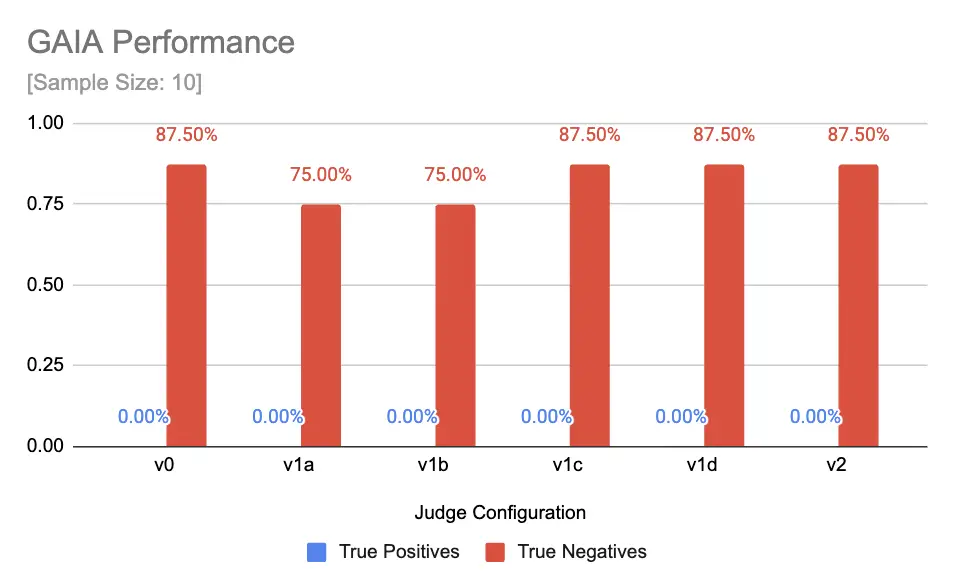 GAIA Performance
[Sample Size: 10]
1.00
0.75
0.50
0.25
0.00
87.50%
75.00%
75.00%
87.50%
87.50%
87.50%
0.00%
0.00%
0.00%
0.00%
0.00%
0.00%
v0
v1a
v1b
v1c
v1d
v2
Judge Configuration
True Positives
True Negatives